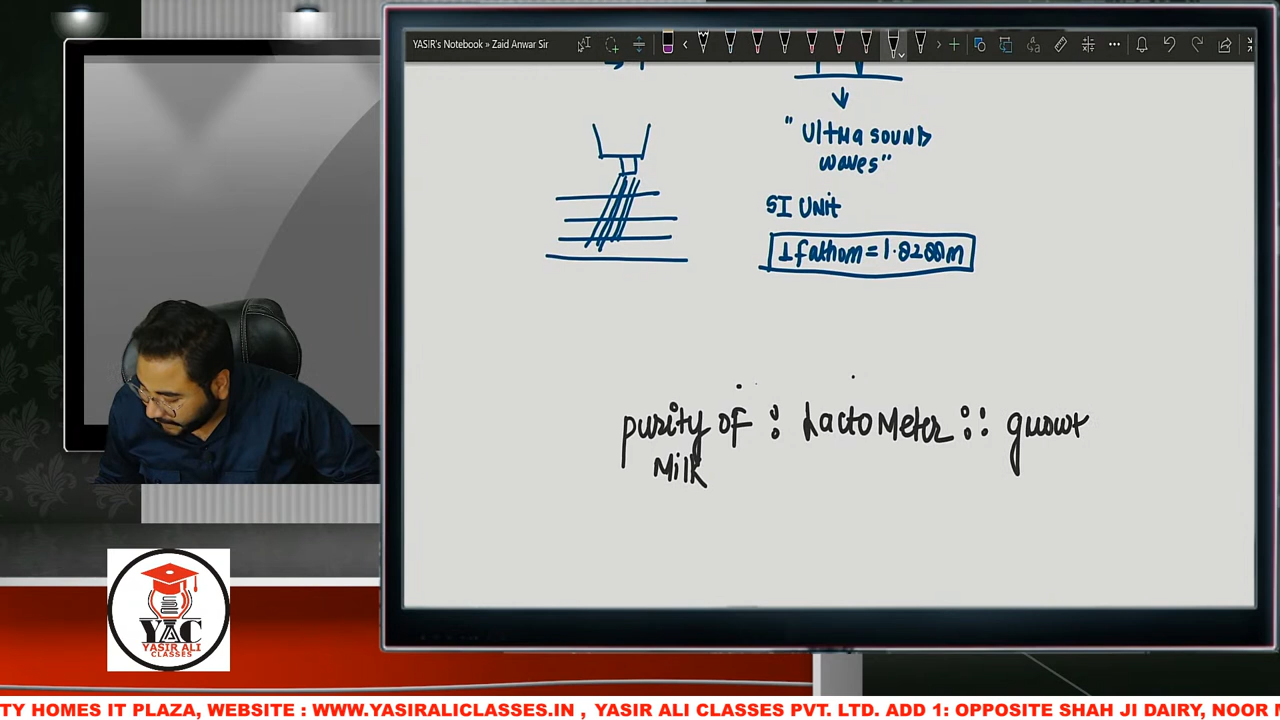 YASIR's Notebook » Zaid Anwar Sir
" Ultra sound
waves"
SI Unit
1 fathom = 1.8288m
purity of : Lactometer :: growt
Milk
YAC
YASIR ALI
CLASSES
TY HOMES IT PLAZA, WEBSITE : WWW.YASIRALICLASSES.IN , YASIR ALI CLASSES PVT. LTD. ADD 1: OPPOSITE SHAH JI DAIRY, NOOR